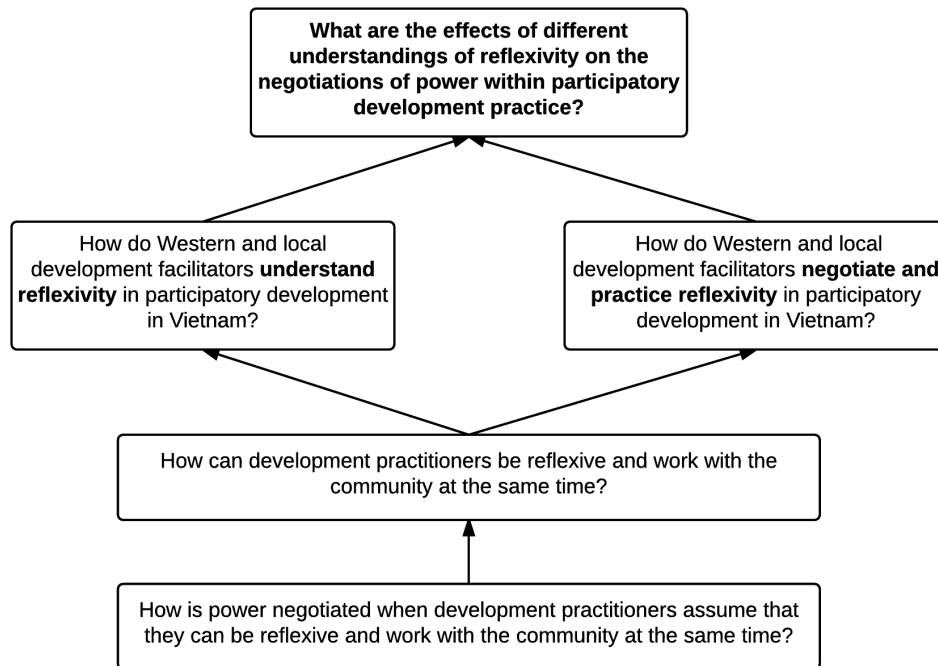 What are the effects of different
understandings of reflexivity on the
negotiations of power within participatory
development practice?
How do Western and local
development facilitators understand
reflexivity in participatory development
in Vietnam?
How do Western and local
development facilitators negotiate and
practice reflexivity in participatory
development in Vietnam?
How can development practitioners be reflexive and work with the
community at the same time?
How is power negotiated when development practitioners assume that
they can be reflexive and work with the community at the same time?